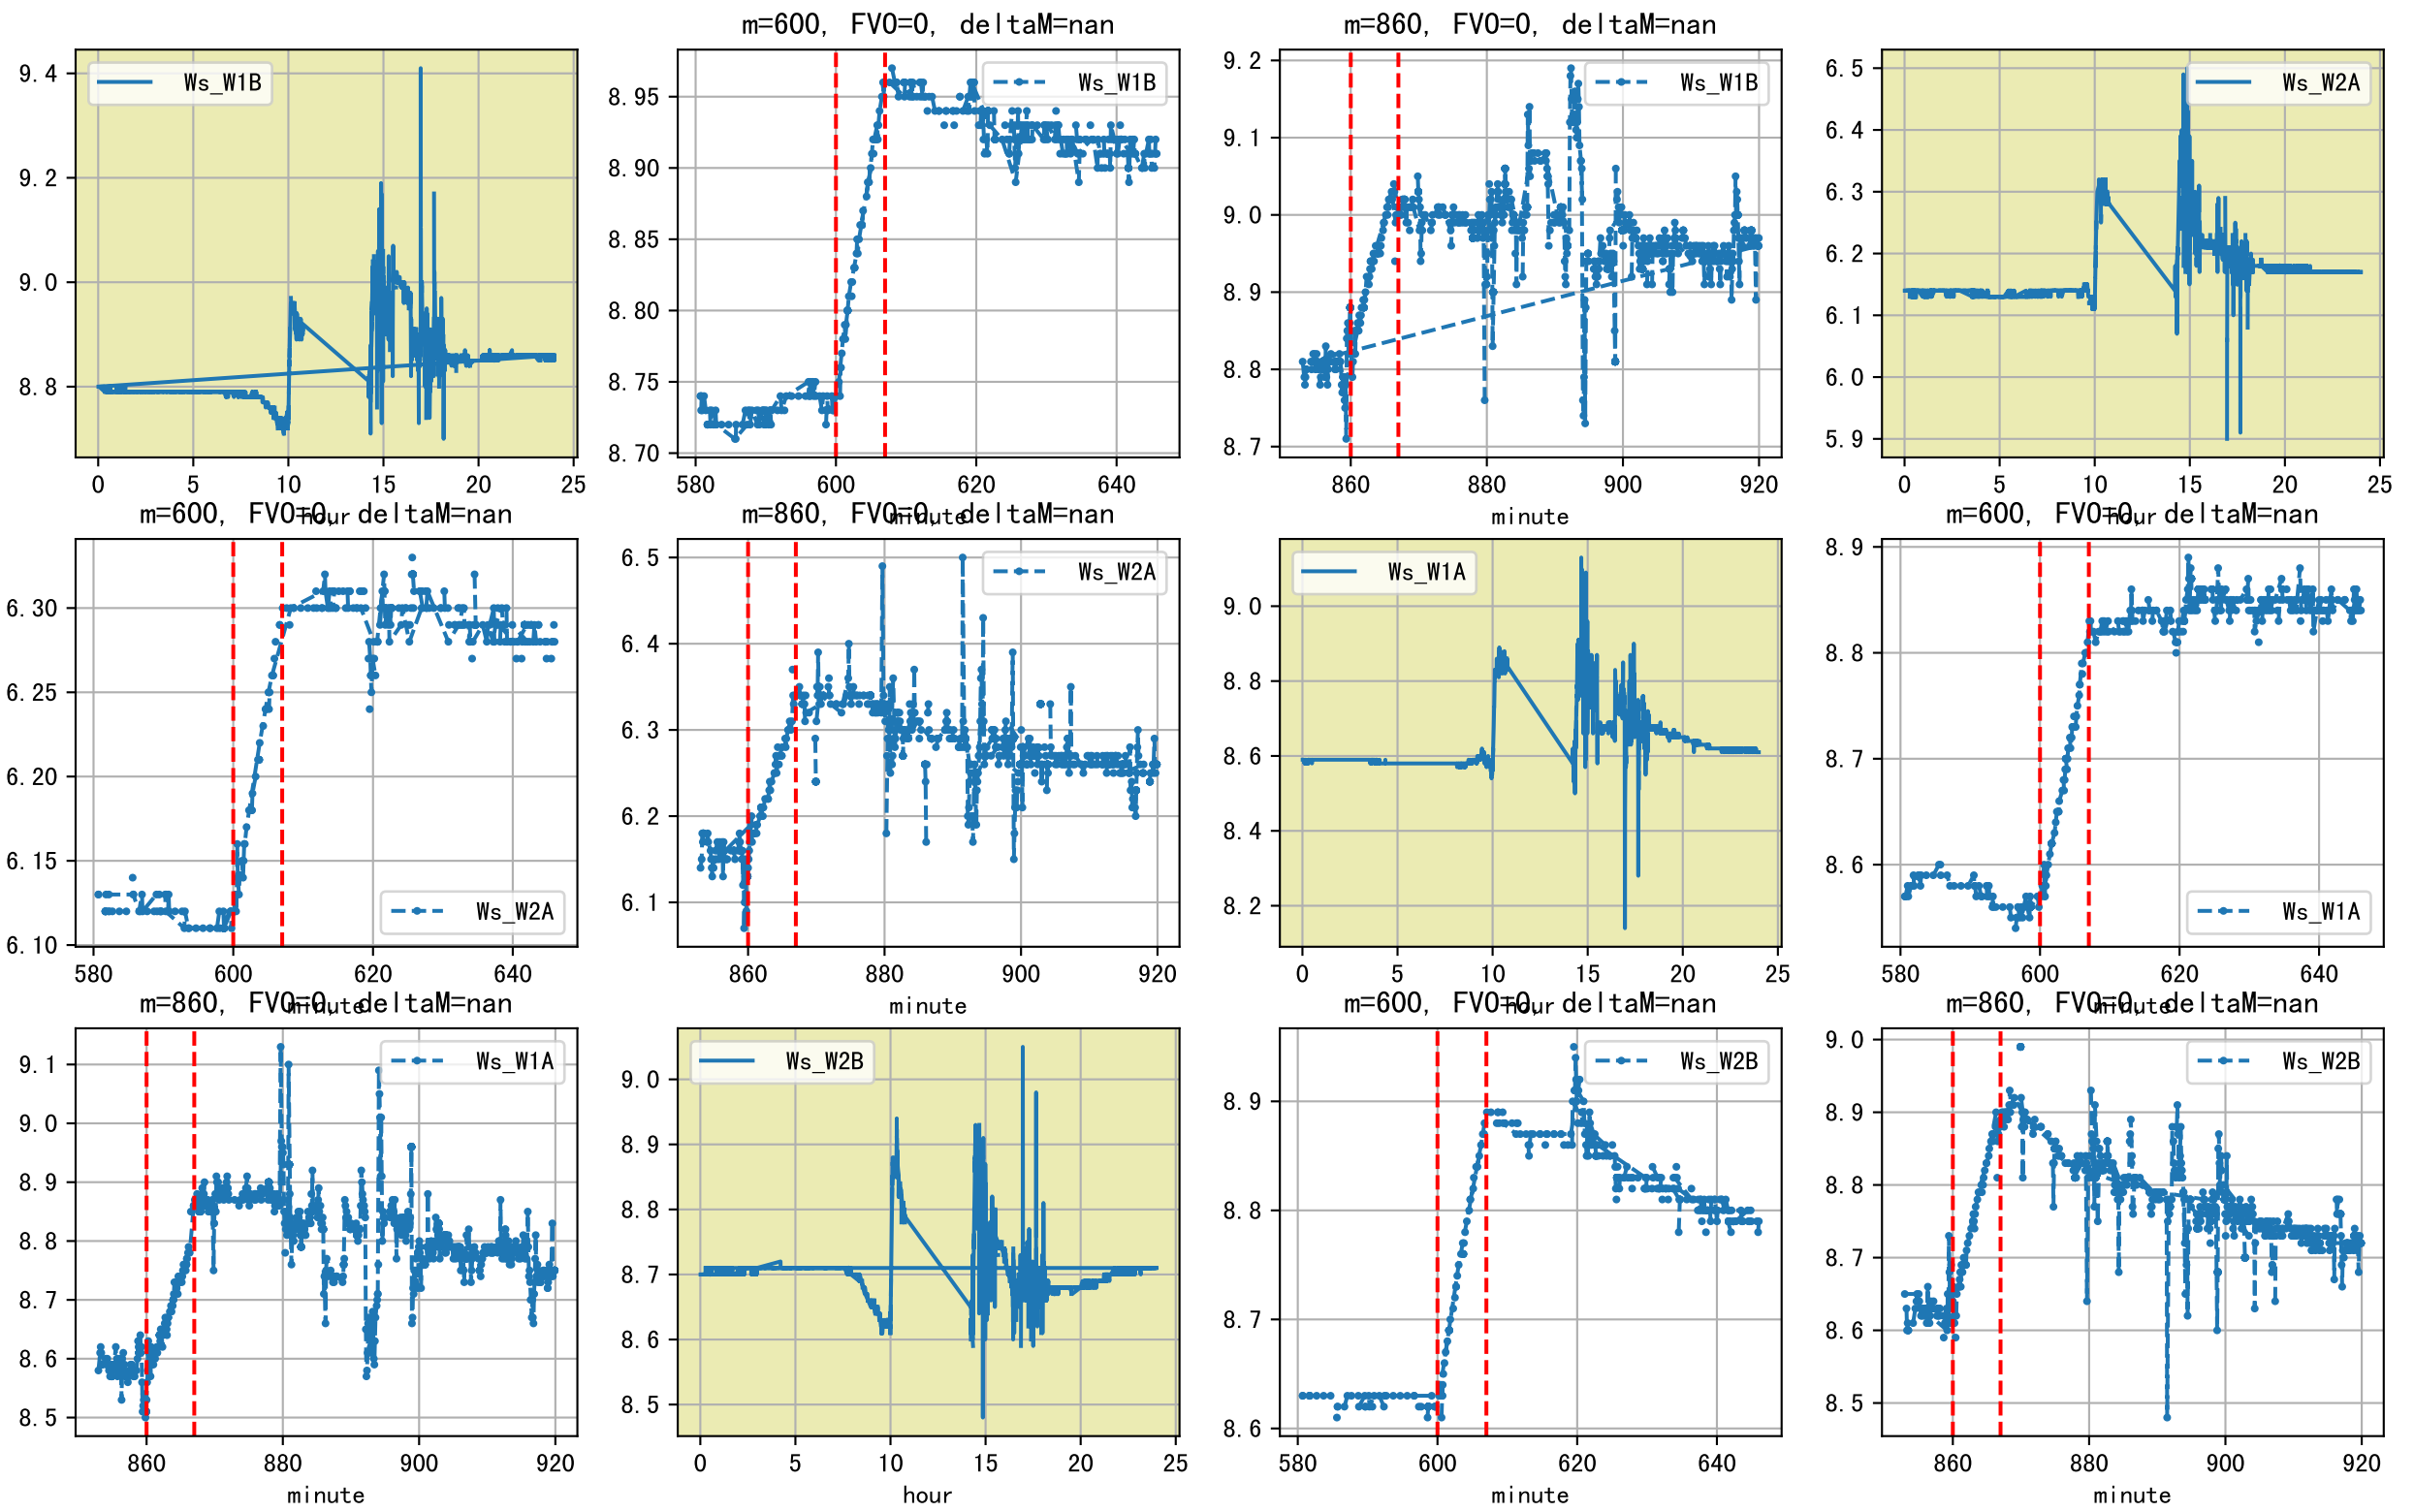 m=600, FV0=0, deltaM=nan
m=860, FV0=0, deltaM=nan
Ws_W1B
9.4
9.2
9.0
8.8
0 5 10 15 20 25
hour
Ws_W1B
8.95
8.90
8.85
8.80
8.75
8.70
580 600 620 640
minute
Ws_W1B
9.2
9.1
9.0
8.9
8.8
8.7
860 880 900 920
minute
Ws_W2A
6.5
6.4
6.3
6.2
6.1
6.0
5.9
0 5 10 15 20 25
hour
m=600, FV0=0, deltaM=nan
6.30
6.25
6.20
6.15
6.10
Ws_W2A
580 600 620 640
minute
m=860, FV0=0, deltaM=nan
Ws_W2A
6.5
6.4
6.3
6.2
6.1
860 880 900 920
minute
Ws_W1A
9.0
8.8
8.6
8.4
8.2
0 5 10 15 20 25
hour
m=600, FV0=0, deltaM=nan
8.9
8.8
8.7
8.6
Ws_W1A
580 600 620 640
minute
m=860, FV0=0, deltaM=nan
Ws_W1A
9.1
9.0
8.9
8.8
8.7
8.6
8.5
860 880 900 920
minute
Ws_W2B
9.0
8.9
8.8
8.7
8.6
8.5
0 5 10 15 20 25
hour
m=600, FV0=0, deltaM=nan
Ws_W2B
8.9
8.8
8.7
8.6
580 600 620 640
minute
m=860, FV0=0, deltaM=nan
Ws_W2B
9.0
8.9
8.8
8.7
8.6
8.5
860 880 900 920
minute